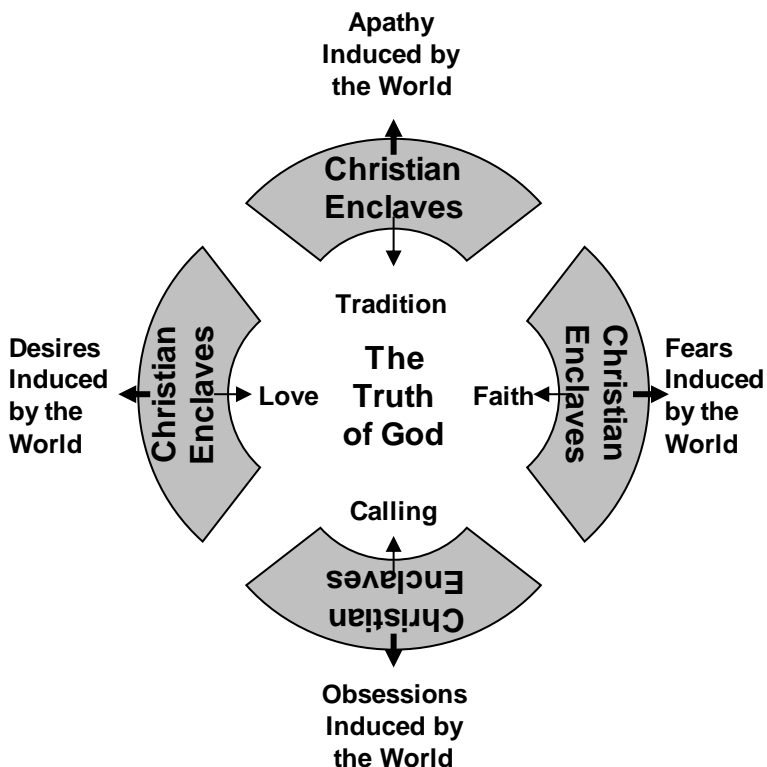 Apathy
Induced by
the World
Christian
Enclaves
Tradition
Desires
Induced
by the
World
Christian
Enclaves
Love
The
Truth
of God
Faith
Christian
Enclaves
Fears
Induced
by the
World
Calling
Christian
Enclaves
Obsessions
Induced by
the World